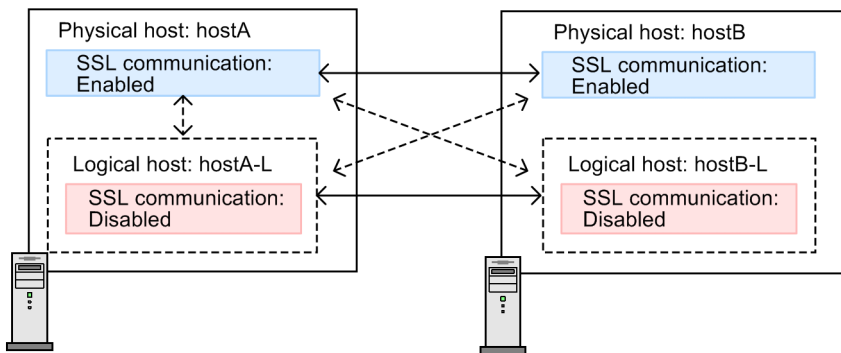 Physical host: hostA
SSL communication:
Enabled
Logical host: hostA-L
SSL communication:
Disabled
Physical host: hostB
SSL communication:
Enabled
Logical host: hostB-L
SSL communication:
Disabled